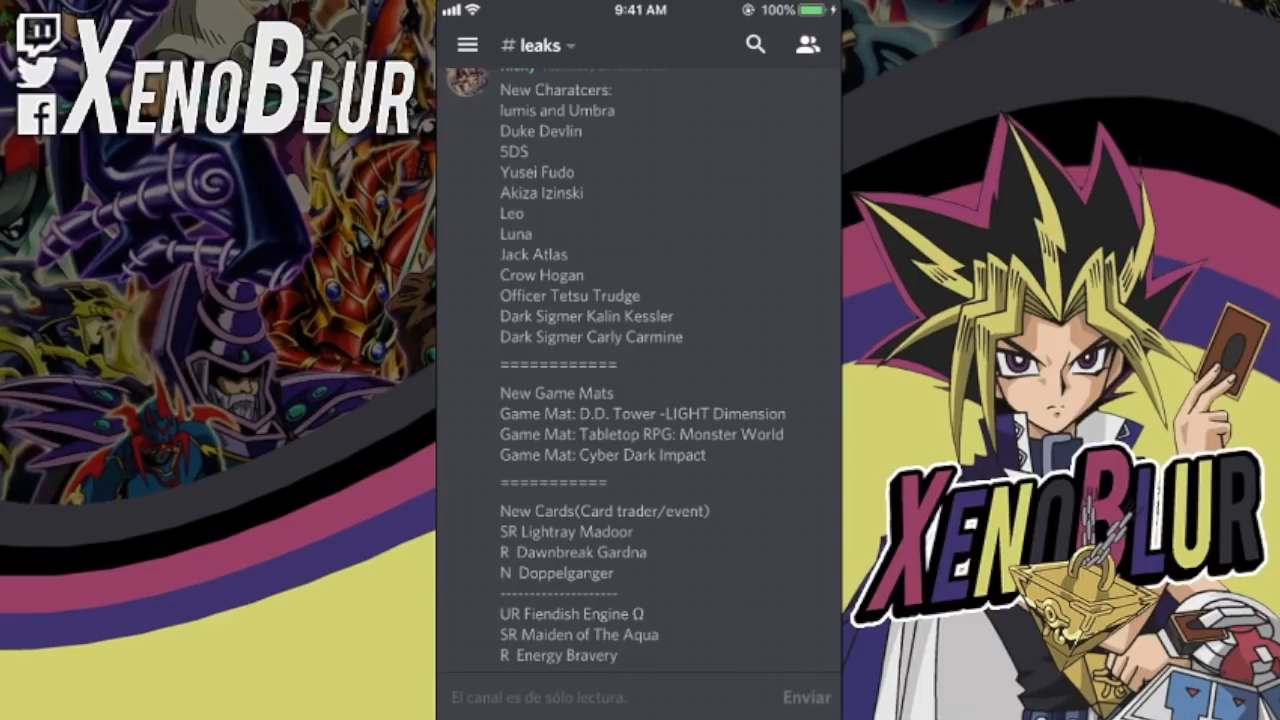 XENOBLUR
9:41 AM
100%
# leaks
New Charatcers:
lumis and Umbra
Duke Devlin
5DS
Yusei Fudo
Akiza Izinski
Leo
Luna
Jack Atlas
Crow Hogan
Officer Tetsu Trudge
Dark Sigmer Kalin Kessler
Dark Sigmer Carly Carmine
============
New Game Mats
Game Mat: D.D. Tower -LIGHT Dimension
Game Mat: Tabletop RPG: Monster World
Game Mat: Cyber Dark Impact
===========
New Cards(Card trader/event)
SR Lightray Madoor
R Dawnbreak Gardna
N Doppelganger
--------------------
UR Fiendish Engine Ω
SR Maiden of The Aqua
R Energy Bravery
El canal es de sólo lectura.
Enviar
XENOBLUR